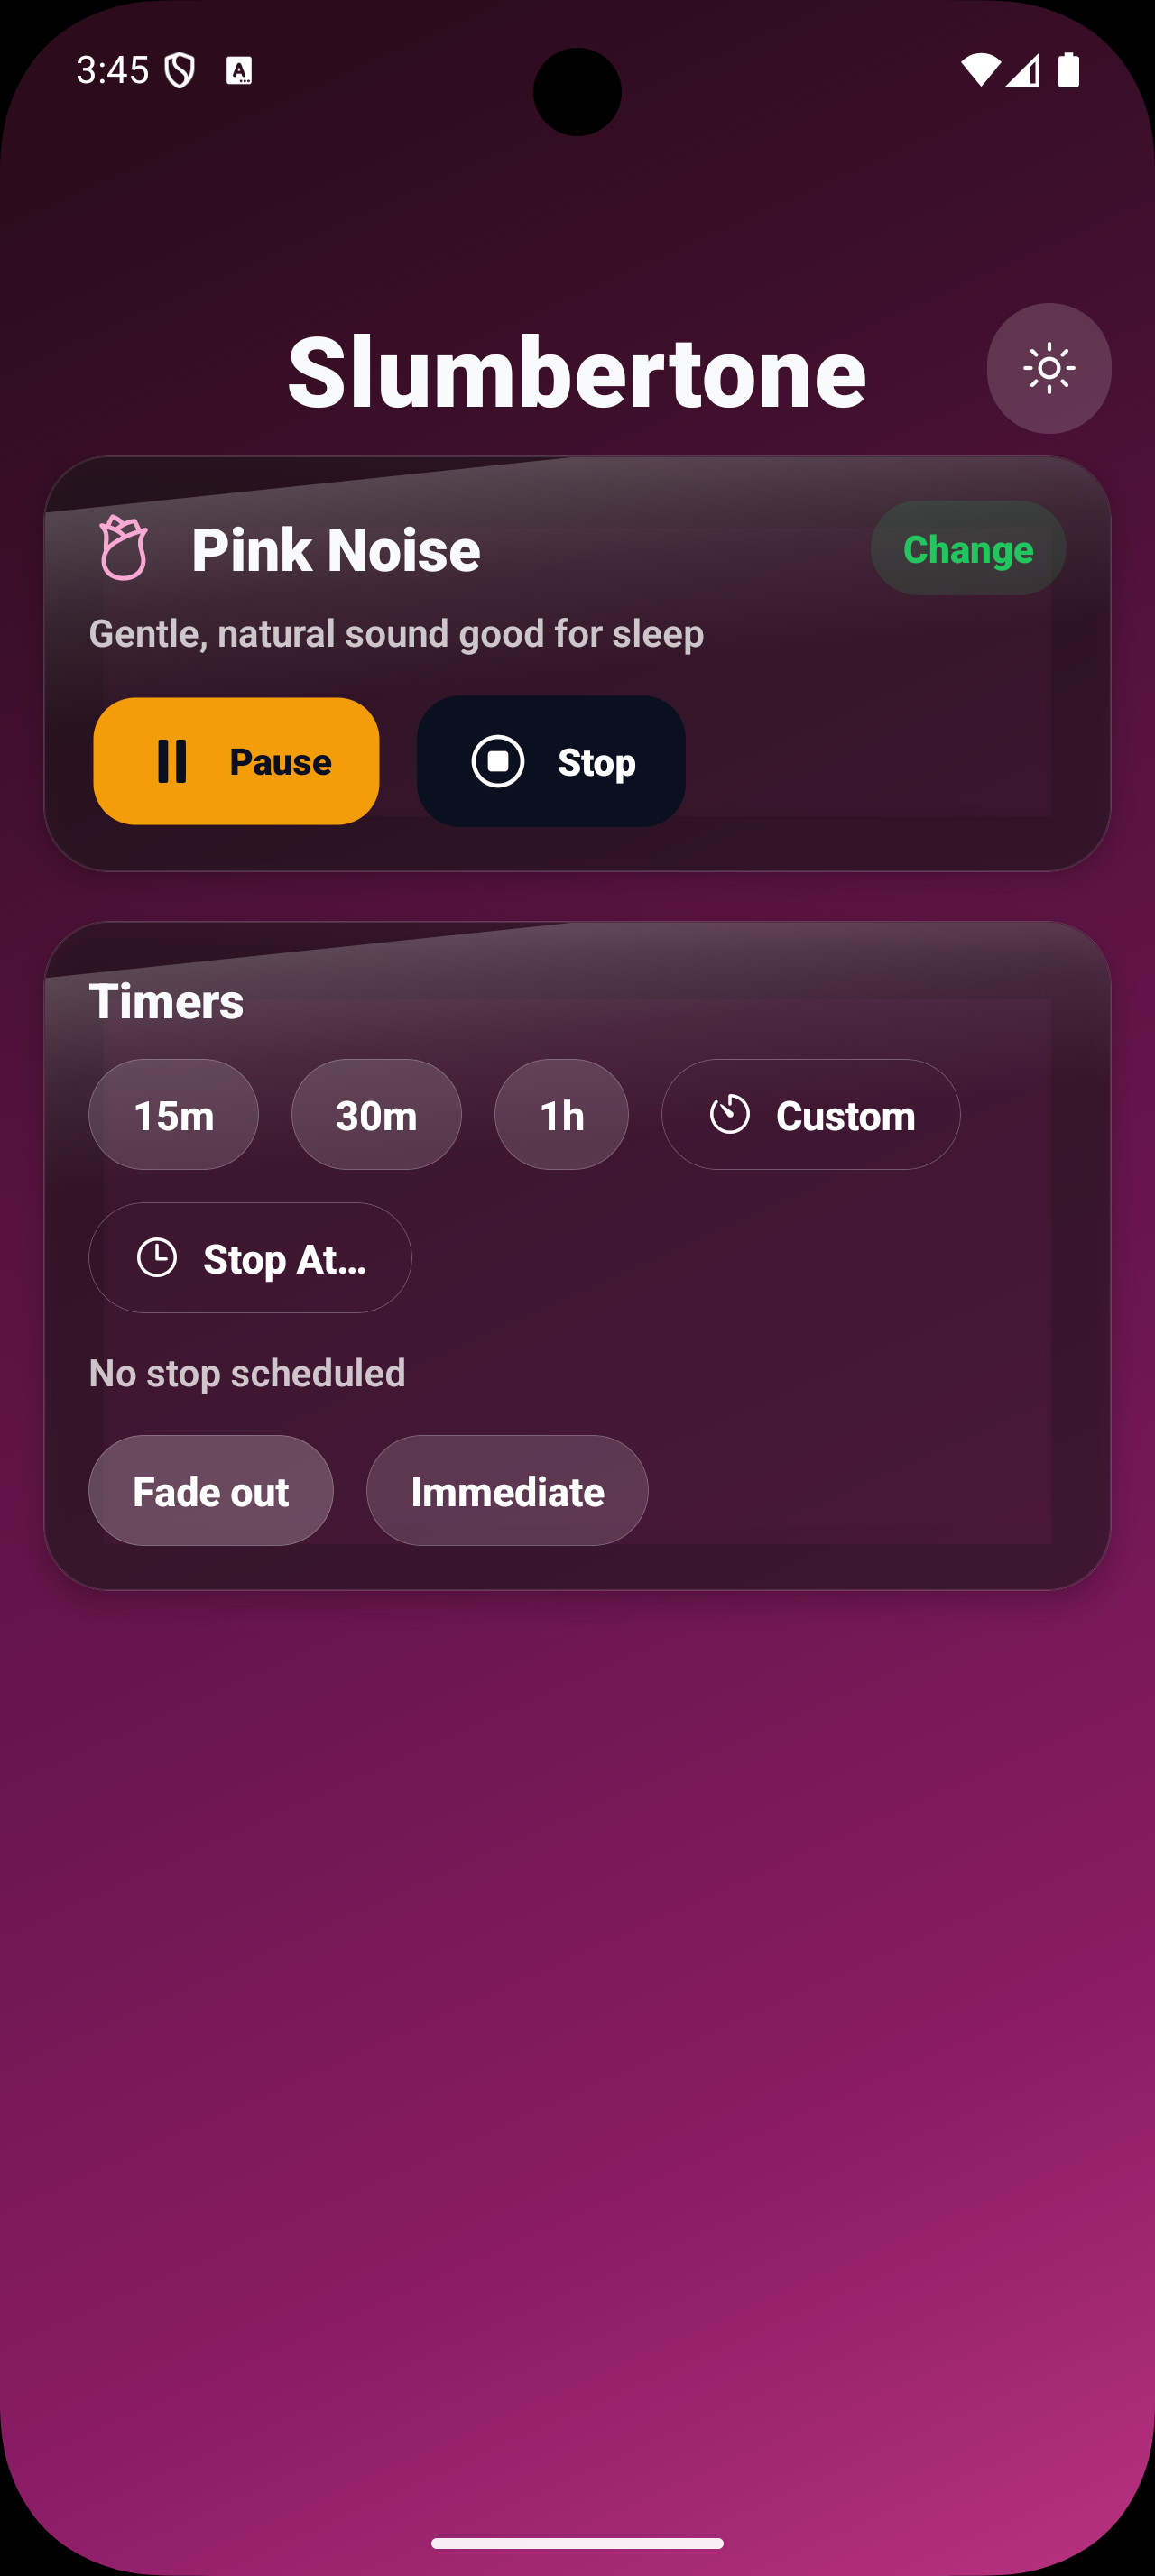 3:45
Slumbertone
Pink Noise
Change
Gentle, natural sound good for sleep
Pause
Stop
Timers
15m
30m
1h
Custom
Stop At...
No stop scheduled
Fade out
Immediate